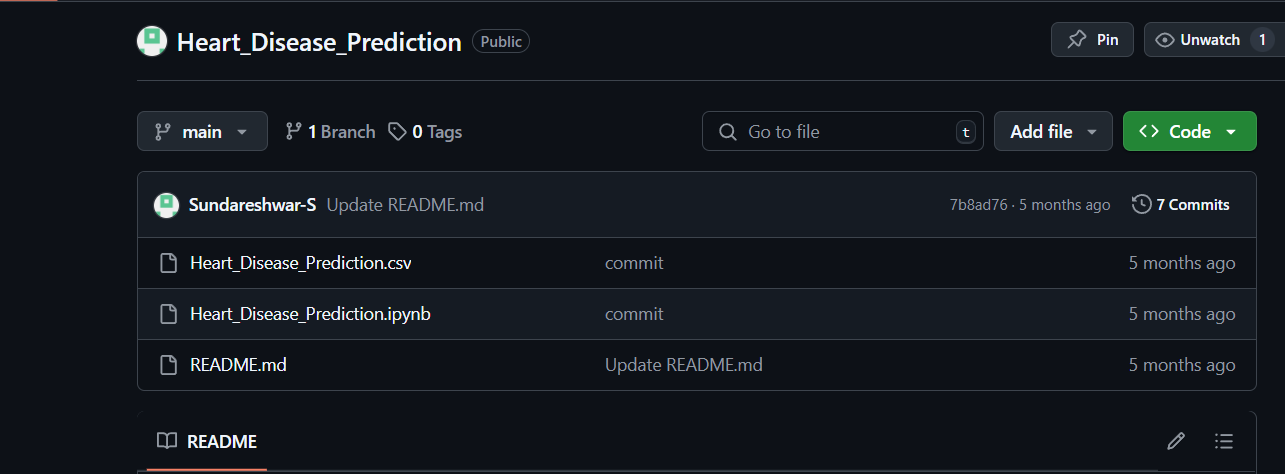 Heart_Disease_Prediction Public Pin Unwatch 1
main 1 Branch 0 Tags Go to file t Add file Code
Sundareshwar-S Update README.md 7b8ad76 · 5 months ago 7 Commits
Heart_Disease_Prediction.csv commit 5 months ago
Heart_Disease_Prediction.ipynb commit 5 months ago
README.md Update README.md 5 months ago
README